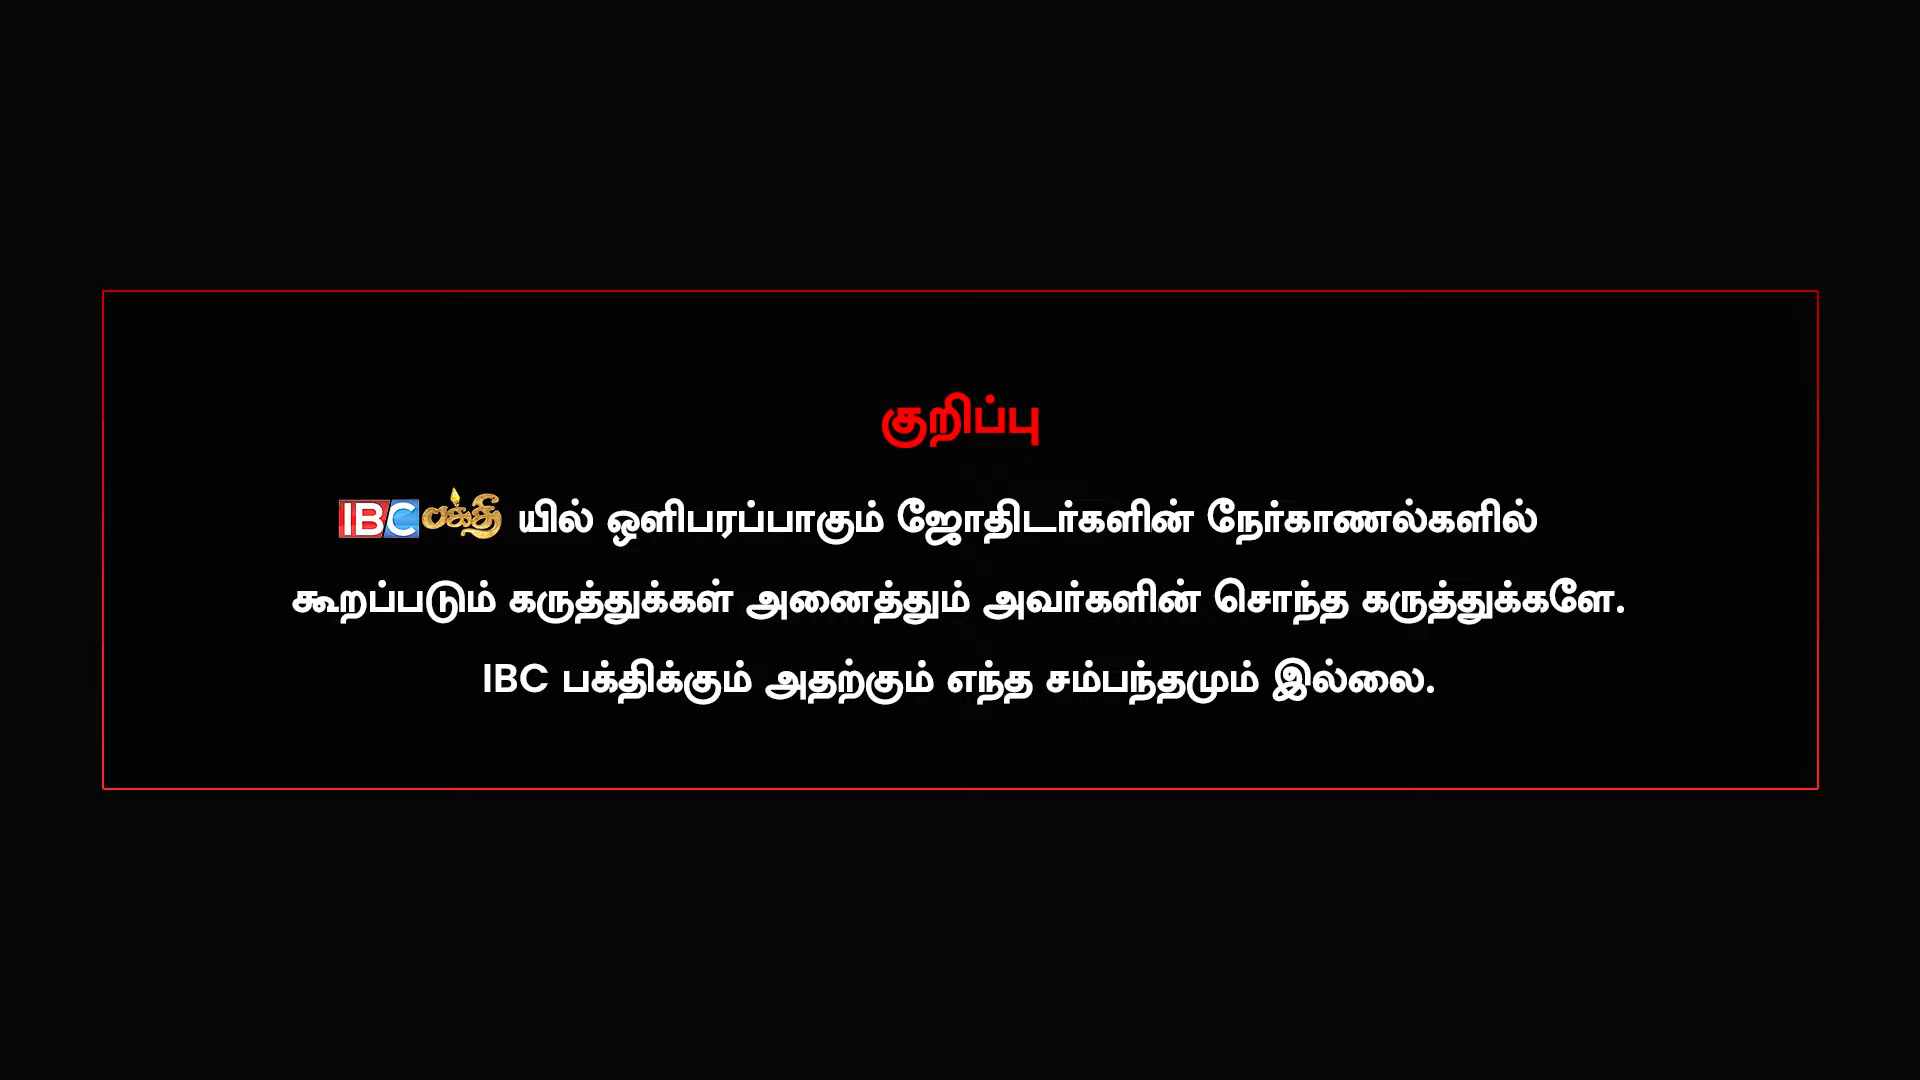 குறிப்பு
IBC பக்தி யில் ஒளிபரப்பாகும் ஜோதிடர்களின் நேர்காணல்களில்
கூறப்படும் கருத்துக்கள் அனைத்தும் அவர்களின் சொந்த கருத்துக்களே.
IBC பக்திக்கும் அதற்கும் எந்த சம்பந்தமும் இல்லை.